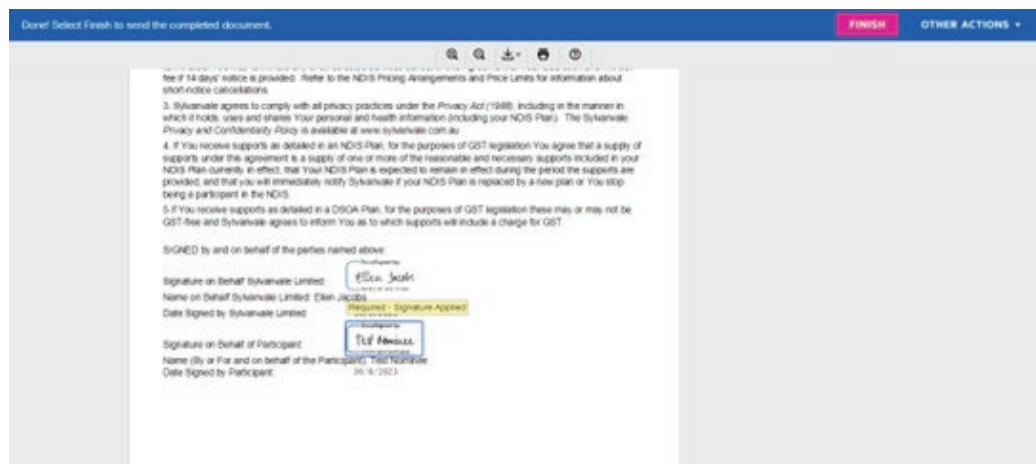 Done! Select Finish to send the completed document.
FINISH
OTHER ACTIONS
fee if 14 days' notice is provided. Refer to the NDIS Pricing Arrangements and Price Limits for information about
short-notice cancellations.
3. Sylvanvale agrees to comply with all privacy practices under the Privacy Act (1988), including in the manner in
which it holds, uses and shares Your personal and health information (including your NDIS Plan). The Sylvanvale
Privacy and Confidentiality Policy is available at www.sylvanvale.com.au
4. If You receive supports as detailed in an NDIS Plan, for the purposes of GST legislation You agree that a supply of
supports under this agreement is a supply of one or more of the reasonable and necessary supports included in your
NDIS Plan currently in effect, that Your NDIS Plan is expected to remain in effect during the period the supports are
provided, and that you will immediately notify Sylvanvale if your NDIS Plan is replaced by a new plan or You stop
being a participant in the NDIS.
5. If You receive supports as detailed in a DSOA Plan, for the purposes of GST legislation these may or may not be
GST-free and Sylvanvale agrees to inform You as to which supports will include a charge for GST.
SIGNED by and on behalf of the parties named above:
Signature on Behalf Sylvanvale Limited: Ellen Jacobs
Name on Behalf Sylvanvale Limited: Ellen Jacobs
Required - Signature Applied
Date Signed by Sylvanvale Limited:
Signature on Behalf of Participant: Test Nominee
Name (By or For and on behalf of the Participant): Test Nominee
Date Signed by Participant: 30/6/2023